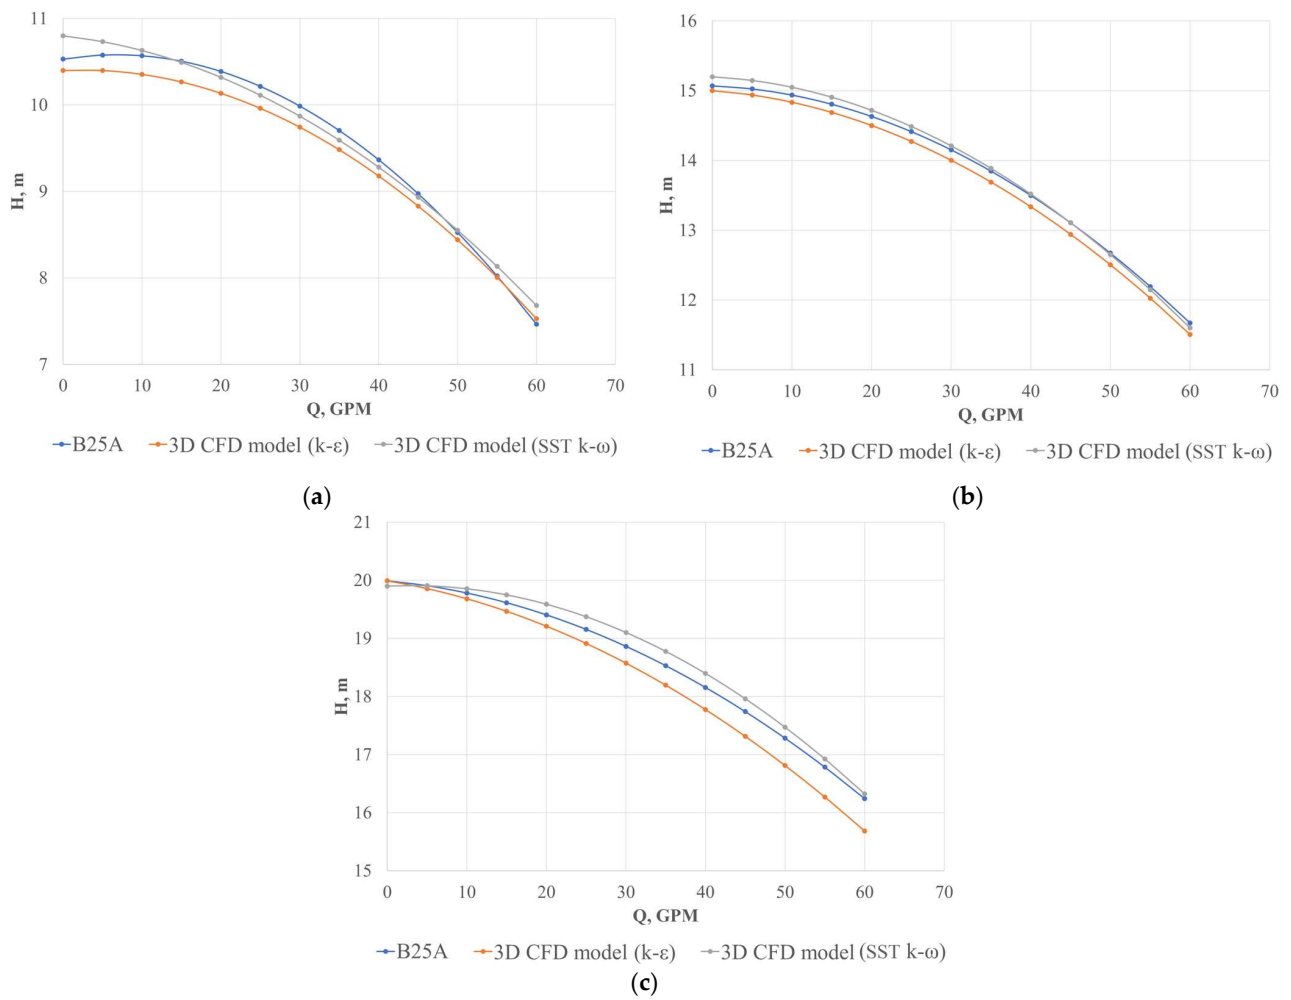 11
10
9
8
7
H, m
0 10 20 30 40 50 60 70
Q, GPM
B25A 3D CFD model (k-ε) 3D CFD model (SST k-ω)
(a)
16
15
14
13
12
11
H, m
0 10 20 30 40 50 60 70
Q, GPM
B25A 3D CFD model (k-ε) 3D CFD model (SST k-ω)
(b)
21
20
19
18
17
16
15
H, m
0 10 20 30 40 50 60 70
Q, GPM
B25A 3D CFD model (k-ε) 3D CFD model (SST k-ω)
(c)